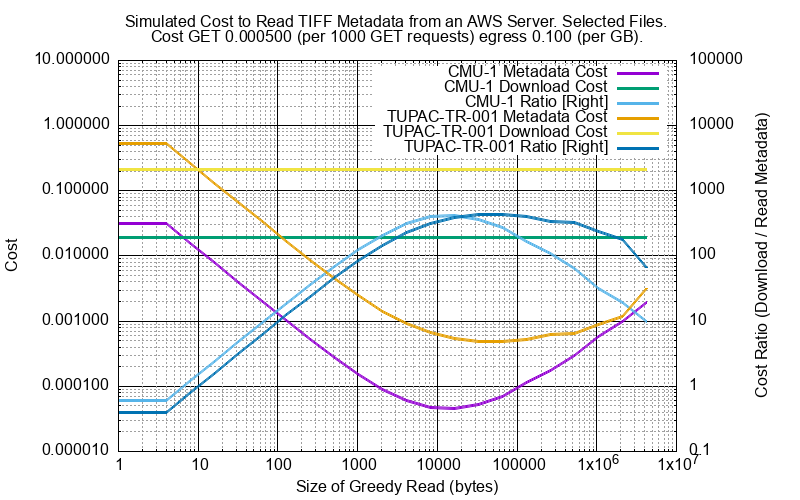 Simulated Cost to Read TIFF Metadata from an AWS Server. Selected Files.
Cost GET 0.000500 (per 1000 GET requests) egress 0.100 (per GB).
10.000000
1.000000
0.100000
0.010000
0.001000
0.000100
0.000010
Cost
CMU-1 Metadata Cost
CMU-1 Download Cost
CMU-1 Ratio [Right]
TUPAC-TR-001 Metadata Cost
TUPAC-TR-001 Download Cost
TUPAC-TR-001 Ratio [Right]
100000
10000
1000
100
10
1
0.1
Cost Ratio (Download / Read Metadata)
1 10 100 1000 10000 100000 1x10⁶ 1x10⁷
Size of Greedy Read (bytes)